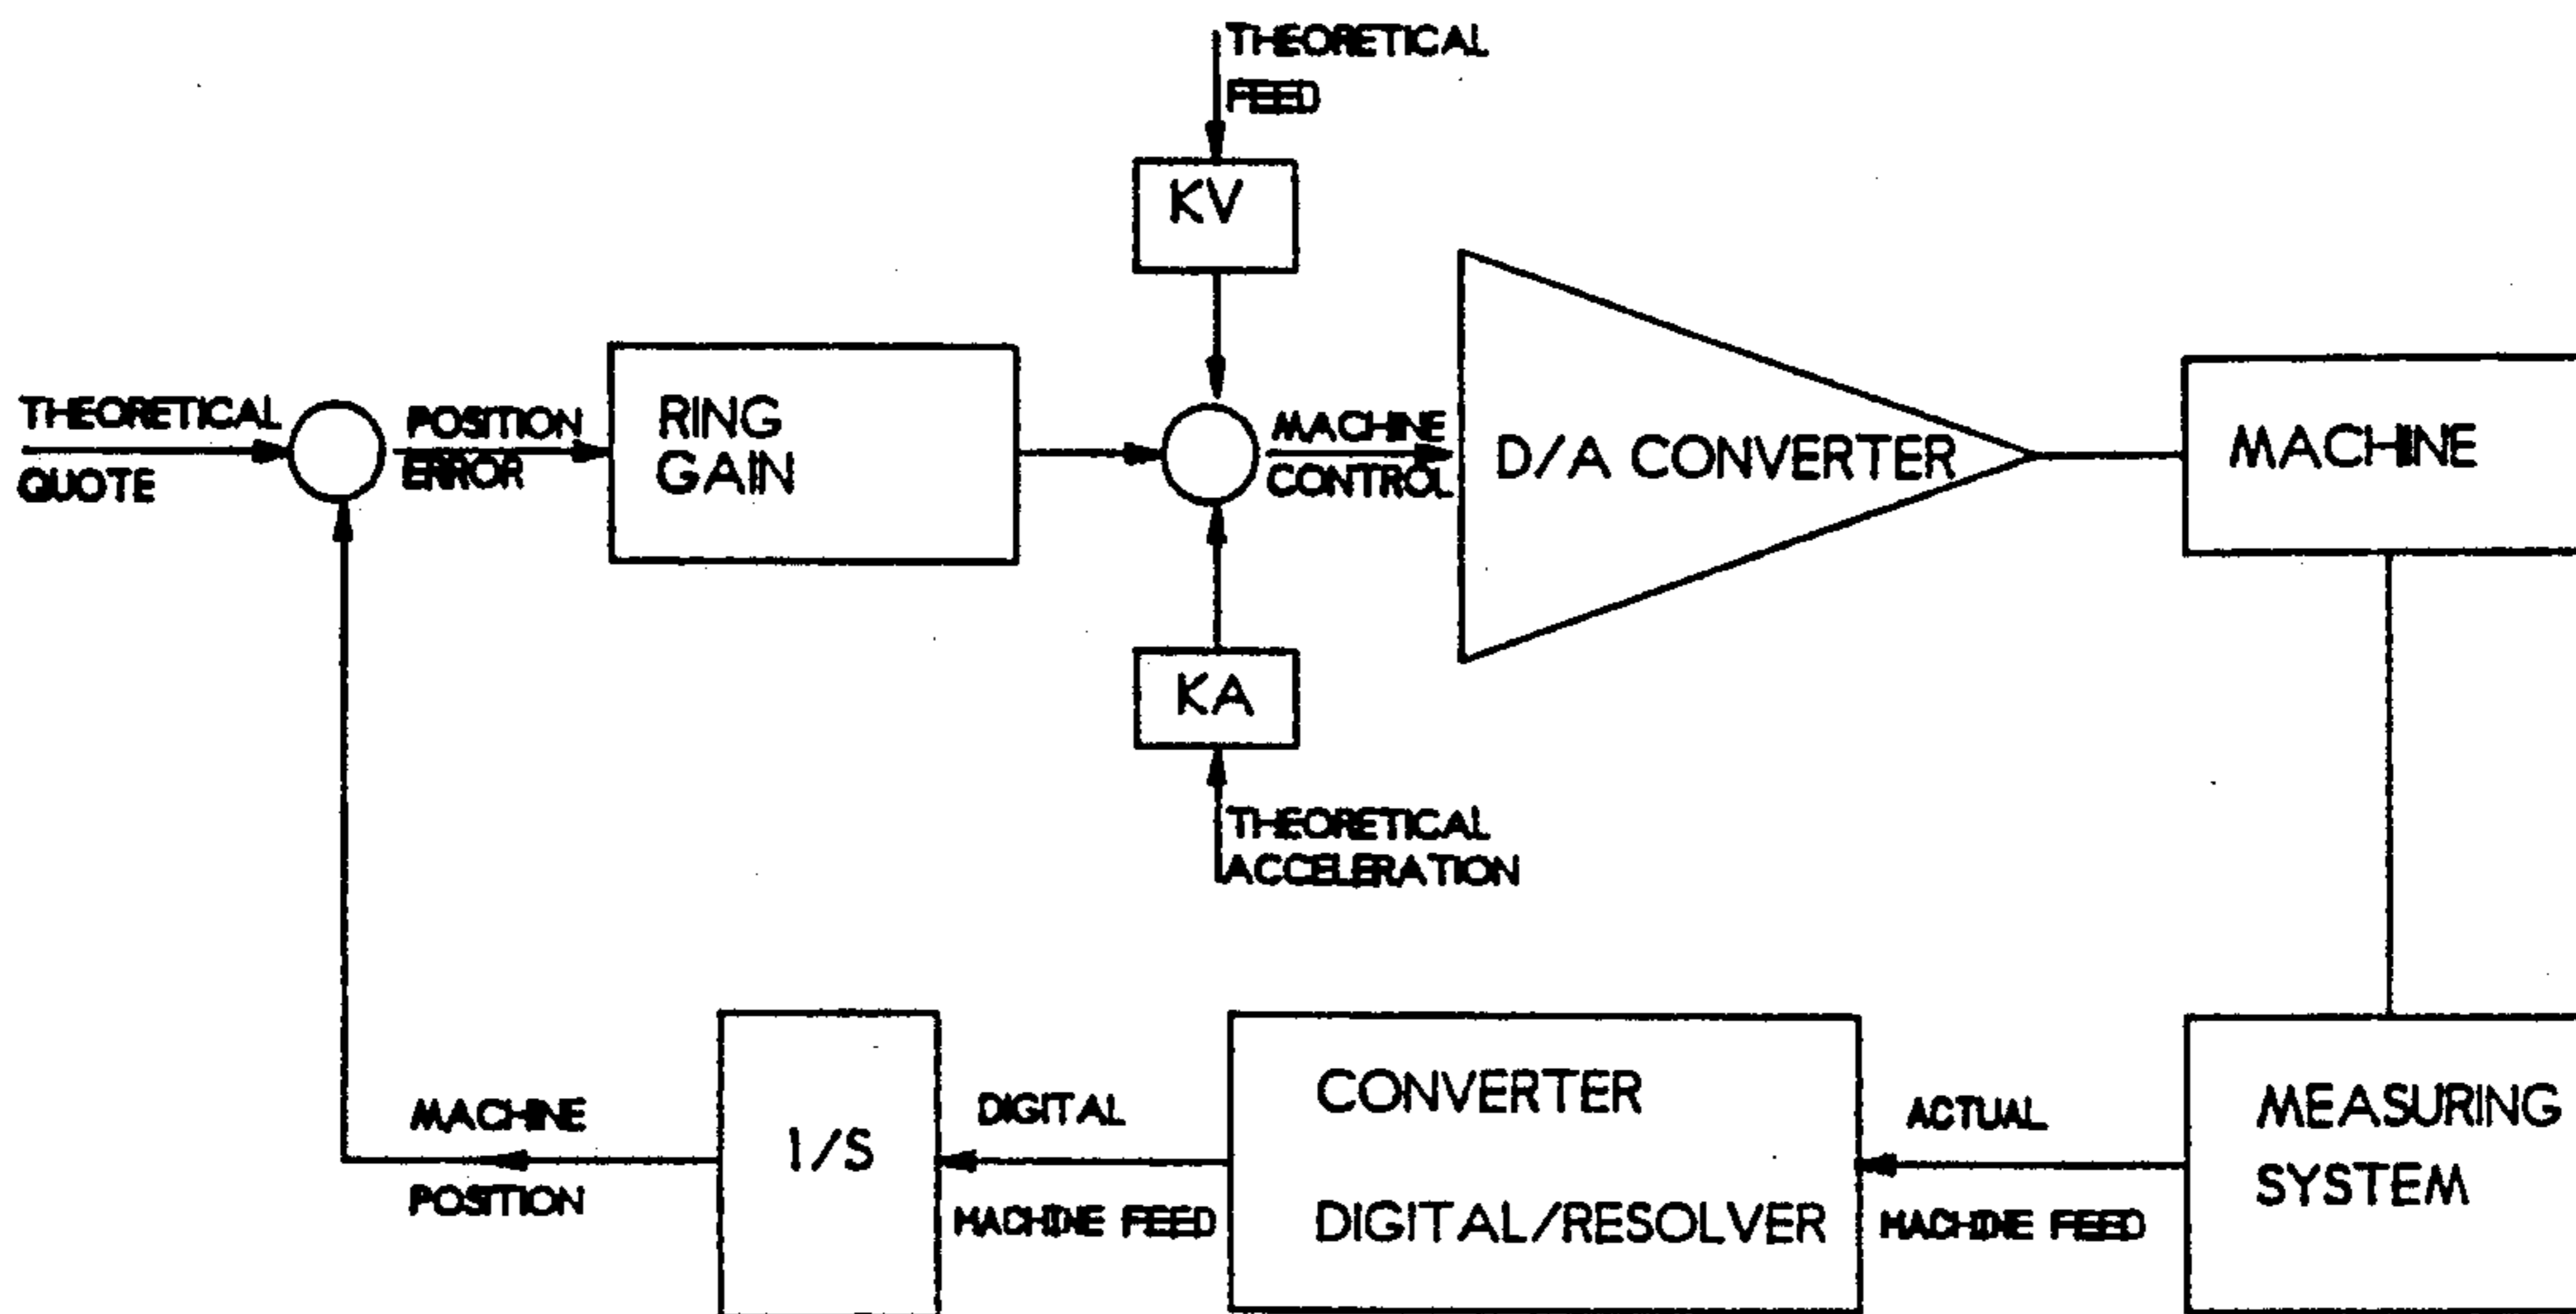 THEORETICAL
FEED
KV
THEORETICAL
QUOTE
POSITION
ERROR
RING
GAIN
MACHINE
CONTROL
D/A CONVERTER
MACHINE
KA
THEORETICAL
ACCELERATION
MACHINE
POSITION
1/S
DIGITAL
MACHINE FEED
CONVERTER
DIGITAL/RESOLVER
ACTUAL
MACHINE FEED
MEASURING
SYSTEM